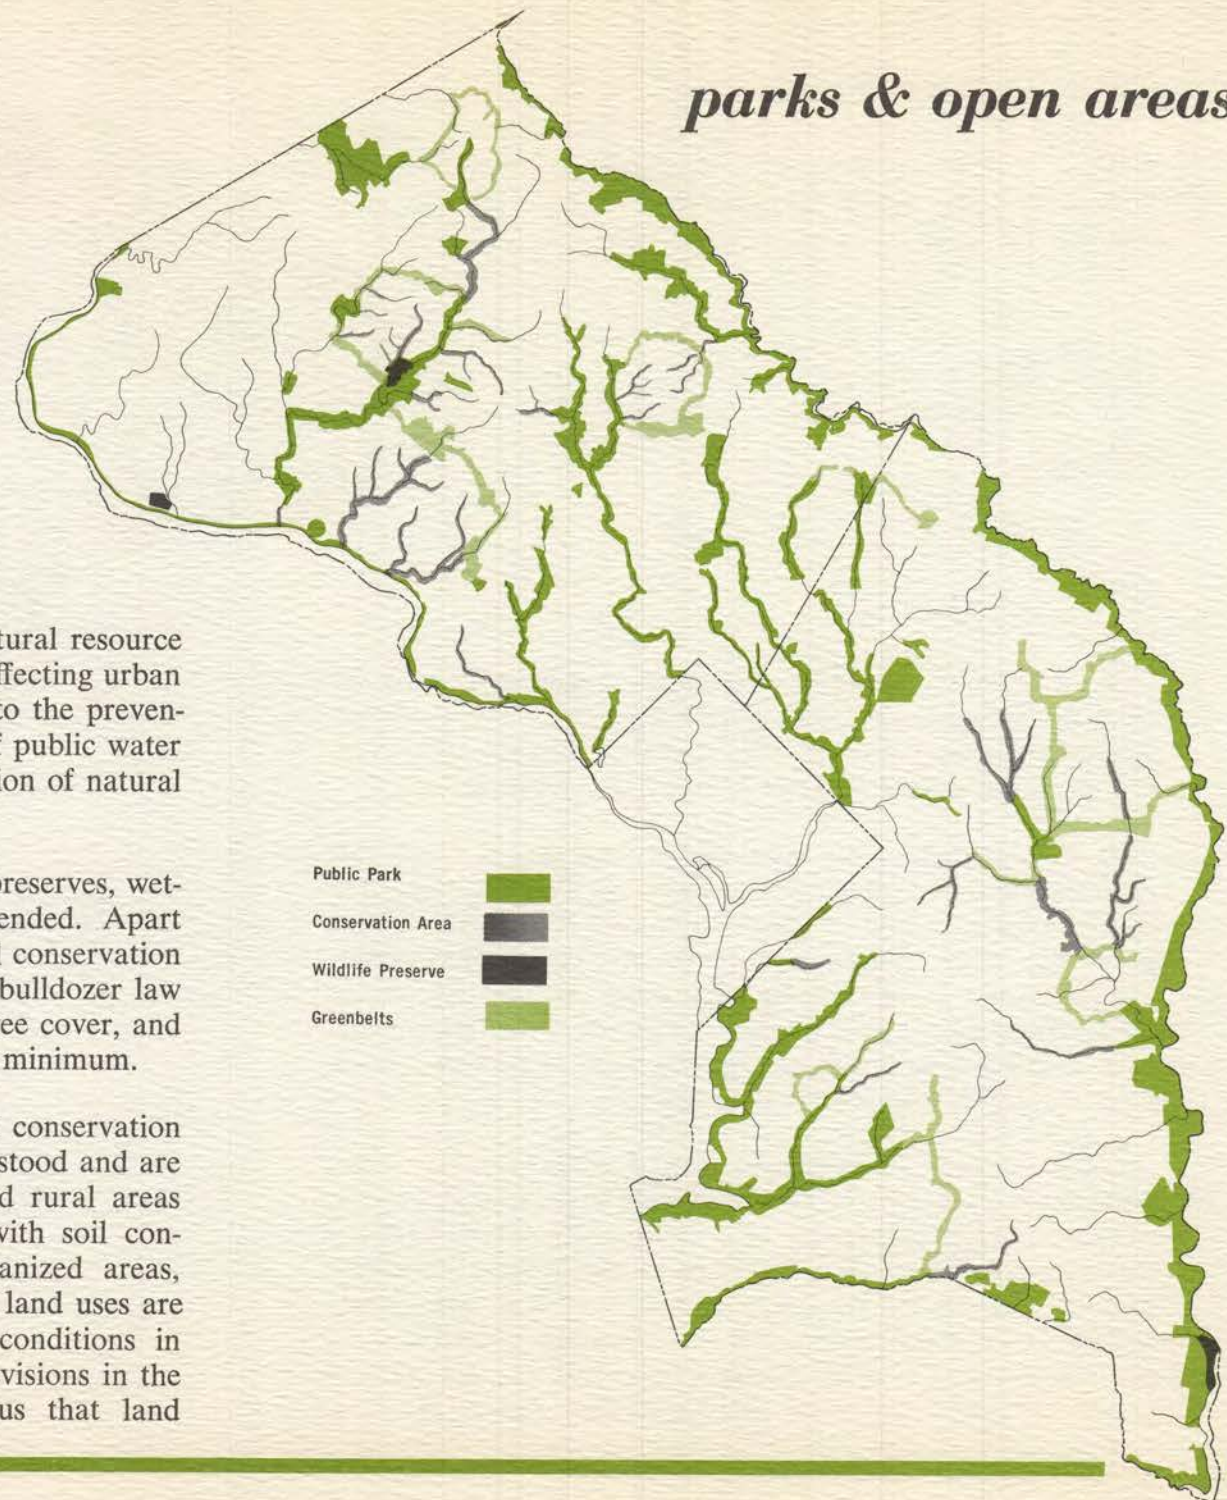 parks & open areas
tural resource
ffecting urban
to the preven-
f public water
ion of natural
preserves, wet-
ended. Apart
conservation
bulldozer law
ree cover, and
minimum.
conservation
stood and are
d rural areas
with soil con-
anized areas,
land uses are
conditions in
visions in the
us that land
Public Park
Conservation Area
Wildlife Preserve
Greenbelts